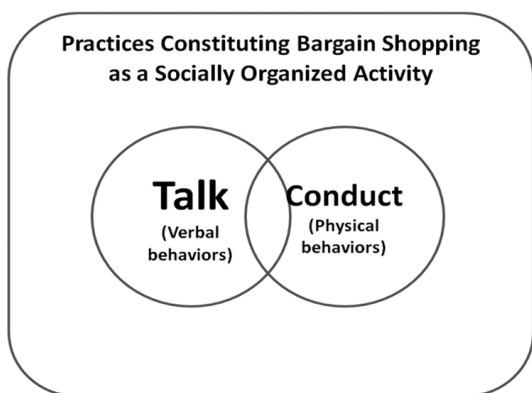 Practices Constituting Bargain Shopping
as a Socially Organized Activity
Talk
(Verbal
behaviors)
Conduct
(Physical
behaviors)